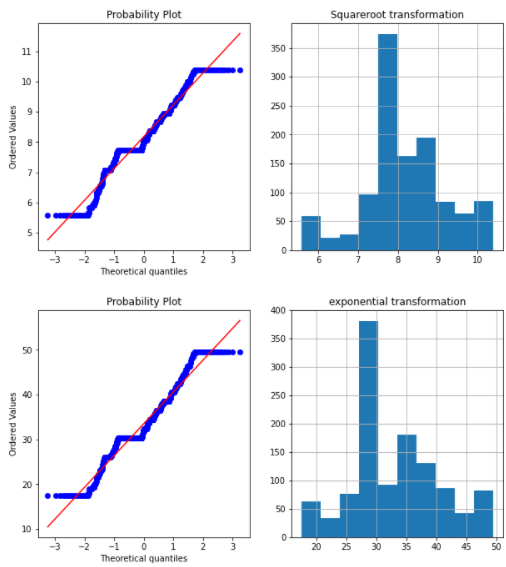 Probability Plot
Ordered Values
11
10
9
8
7
6
5
−3 −2 −1 0 1 2 3
Theoretical quantiles
Squareroot transformation
350
300
250
200
150
100
50
0
6 7 8 9 10
Probability Plot
Ordered Values
50
40
30
20
10
−3 −2 −1 0 1 2 3
Theoretical quantiles
exponential transformation
400
350
300
250
200
150
100
50
0
20 25 30 35 40 45 50